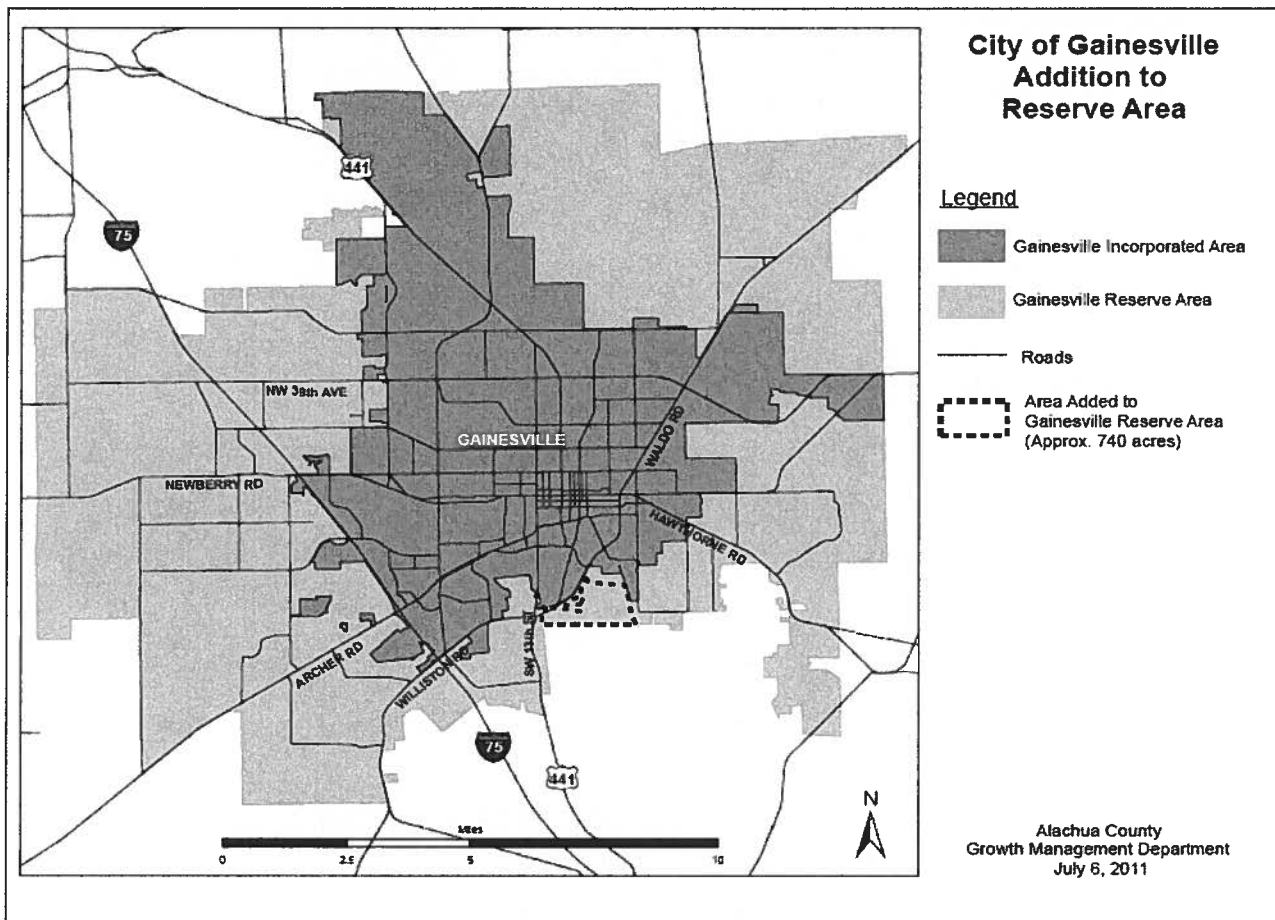 City of Gainesville
Addition to
Reserve Area
Legend
Gainesville Incorporated Area
Gainesville Reserve Area
Roads
Area Added to
Gainesville Reserve Area
(Approx. 740 acres)
441
75
NW 39th AVE
GAINESVILLE
WALDO RD
NEWBERRY RD
HAWTHORNE RD
SW 13th St
ARCHER RD
WILLISTON RD
75
441
N
Miles
0 2.5 5 10
Alachua County
Growth Management Department
July 6, 2011